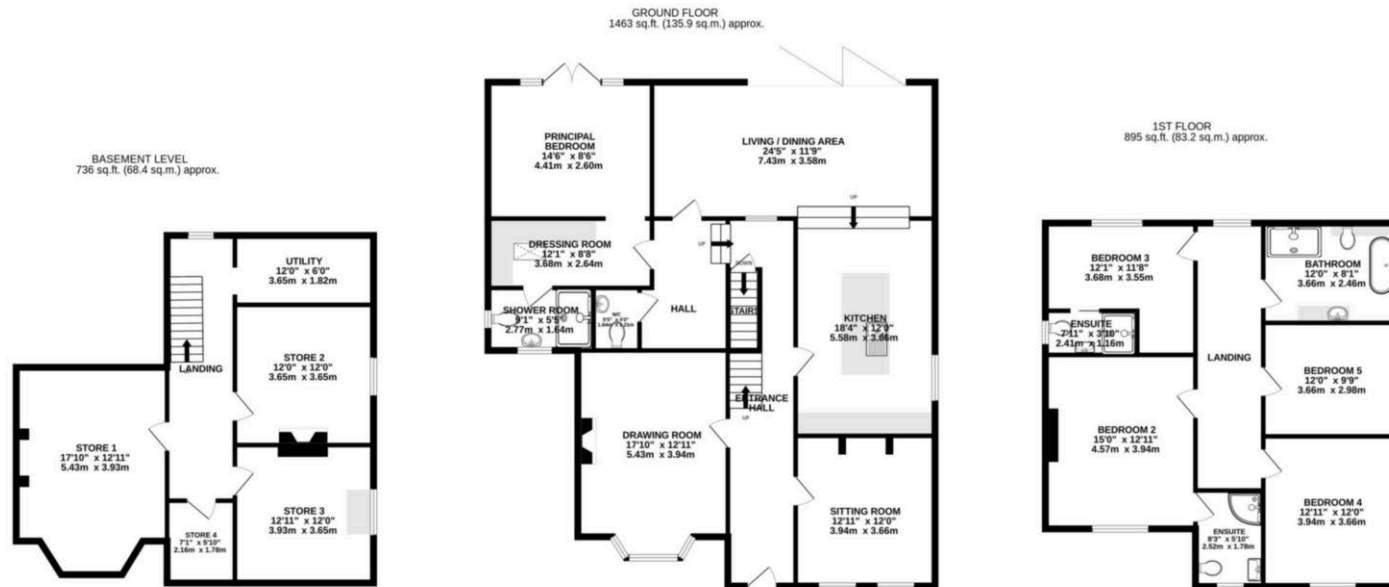 BASEMENT LEVEL
736 sq.ft. (68.4 sq.m.) approx.
UTILITY
12'0" x 6'0"
3.65m x 1.82m
STORE 2
12'0" x 12'0"
3.65m x 3.65m
LANDING
STORE 1
17'10" x 12'11"
5.43m x 3.93m
STORE 3
12'11" x 12'0"
3.93m x 3.65m
STORE 4
7'1" x 5'10"
2.16m x 1.78m
GROUND FLOOR
1463 sq.ft. (135.9 sq.m.) approx.
PRINCIPAL
BEDROOM
14'6" x 8'6"
4.41m x 2.60m
LIVING / DINING AREA
24'5" x 11'9"
7.43m x 3.58m
UP
DRESSING ROOM
12'1" x 8'8"
3.68m x 2.64m
UP
DOWN
STAIRS
SHOWER ROOM
9'1" x 5'5"
2.77m x 1.64m
WC
HALL
KITCHEN
18'4" x 12'0"
5.58m x 3.66m
ENTRANCE
HALL
UP
DRAWING ROOM
17'10" x 12'11"
5.43m x 3.94m
SITTING ROOM
12'11" x 12'0"
3.94m x 3.66m
1ST FLOOR
895 sq.ft. (83.2 sq.m.) approx.
BEDROOM 3
12'1" x 11'8"
3.68m x 3.55m
BATHROOM
12'0" x 8'1"
3.66m x 2.46m
ENSUITE
7'11" x 3'10"
2.41m x 1.16m
LANDING
BEDROOM 5
12'0" x 9'9"
3.66m x 2.98m
BEDROOM 2
15'0" x 12'11"
4.57m x 3.94m
BEDROOM 4
12'11" x 12'0"
3.94m x 3.66m
ENSUITE
8'3" x 5'10"
2.52m x 1.78m